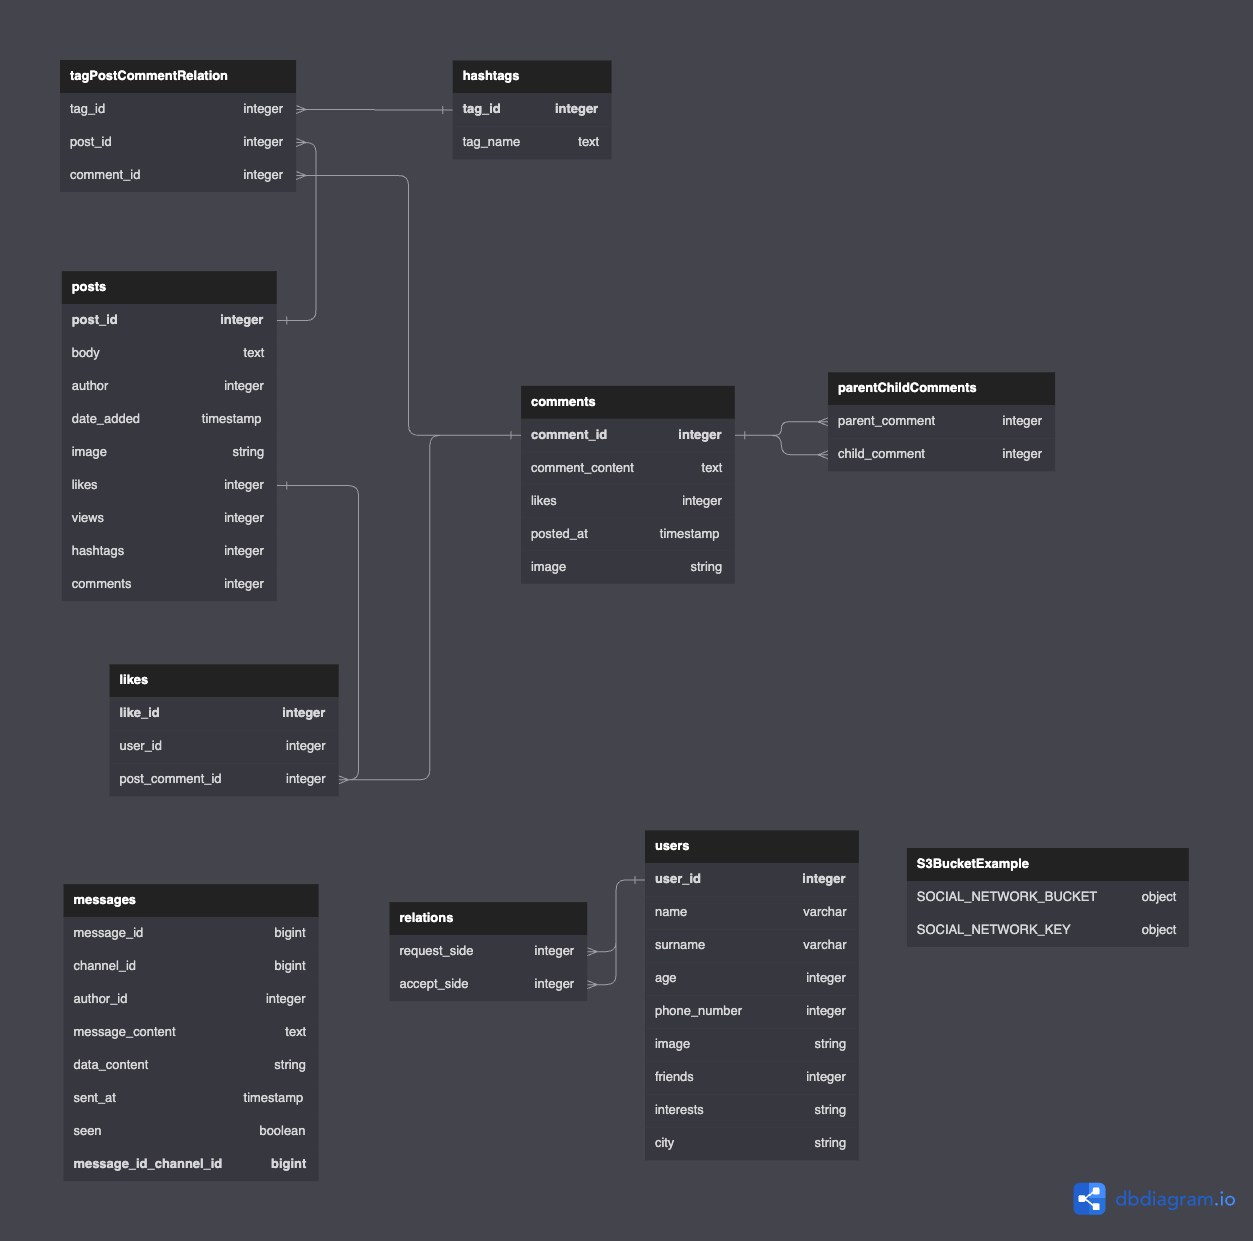 tagPostCommentRelation
tag_id integer
post_id integer
comment_id integer
hashtags
tag_id integer
tag_name text
posts
post_id integer
body text
author integer
date_added timestamp
image string
likes integer
views integer
hashtags integer
comments integer
comments
comment_id integer
comment_content text
likes integer
posted_at timestamp
image string
parentChildComments
parent_comment integer
child_comment integer
likes
like_id integer
user_id integer
post_comment_id integer
messages
message_id bigint
channel_id bigint
author_id integer
message_content text
data_content string
sent_at timestamp
seen boolean
message_id_channel_id bigint
relations
request_side integer
accept_side integer
users
user_id integer
name varchar
surname varchar
age integer
phone_number integer
image string
friends integer
interests string
city string
S3BucketExample
SOCIAL_NETWORK_BUCKET object
SOCIAL_NETWORK_KEY object
dbdiagram.io